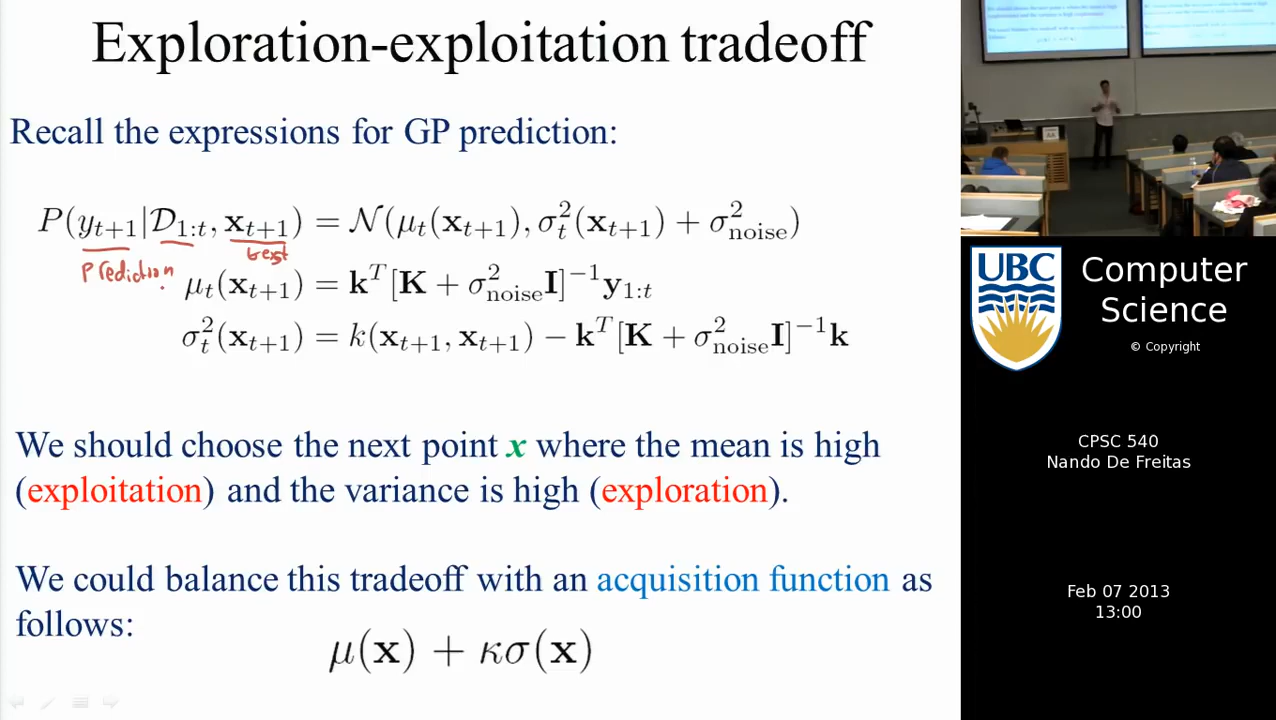 Exploration-exploitation tradeoff
Recall the expressions for GP prediction:
P(y_{t+1}|𝒟_{1:t}, x_{t+1}) = 𝒩(μ_t(x_{t+1}), σ_t^2(x_{t+1}) + σ_noise^2)
Prediction test
μ_t(x_{t+1}) = k^T[K + σ_noise^2 I]^{−1}y_{1:t}
σ_t^2(x_{t+1}) = k(x_{t+1}, x_{t+1}) − k^T[K + σ_noise^2 I]^{−1}k
We should choose the next point x where the mean is high
(exploitation) and the variance is high (exploration).
We could balance this tradeoff with an acquisition function as
follows:
μ(x) + κσ(x)
UBC
Computer
Science
© Copyright
CPSC 540
Nando De Freitas
Feb 07 2013
13:00